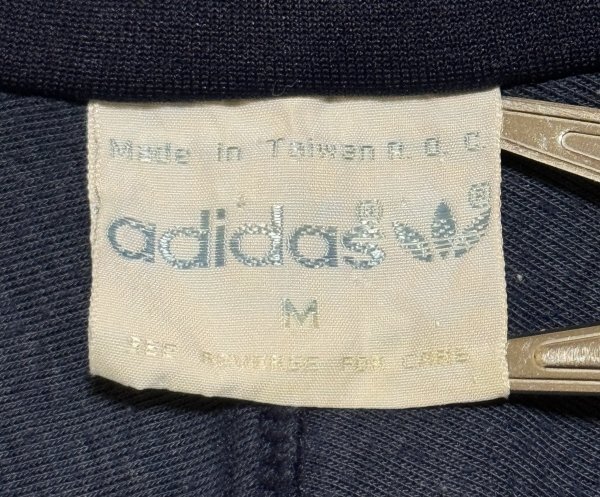 Made in Taiwan R. O. C.
adidas® ®
M
SEE REVERSE FOR CARE